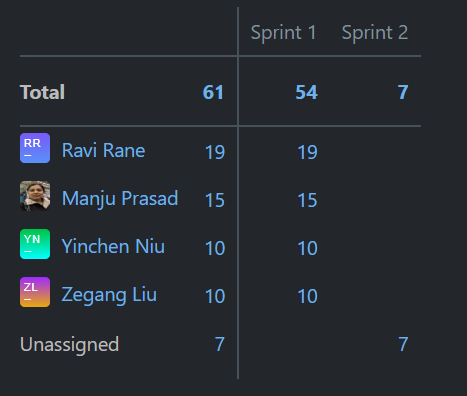 Sprint 1 Sprint 2
Total 61 54 7
RR Ravi Rane 19 19
Manju Prasad 15 15
YN Yinchen Niu 10 10
ZL Zegang Liu 10 10
Unassigned 7 7